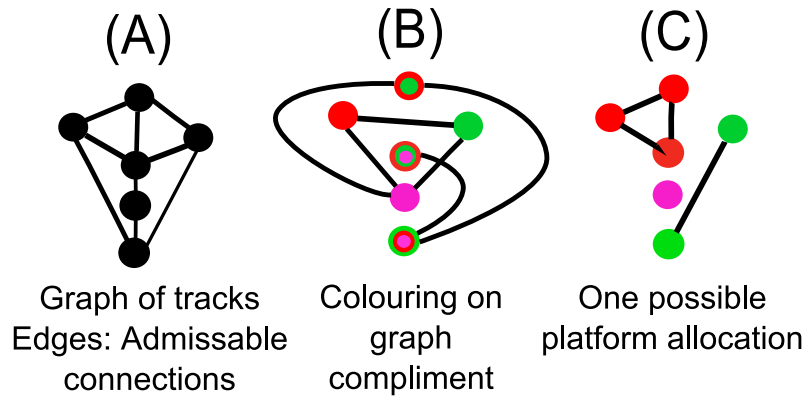 (A)
(B)
(C)
Graph of tracks
Edges: Admissable
connections
Colouring on
graph
compliment
One possible
platform allocation